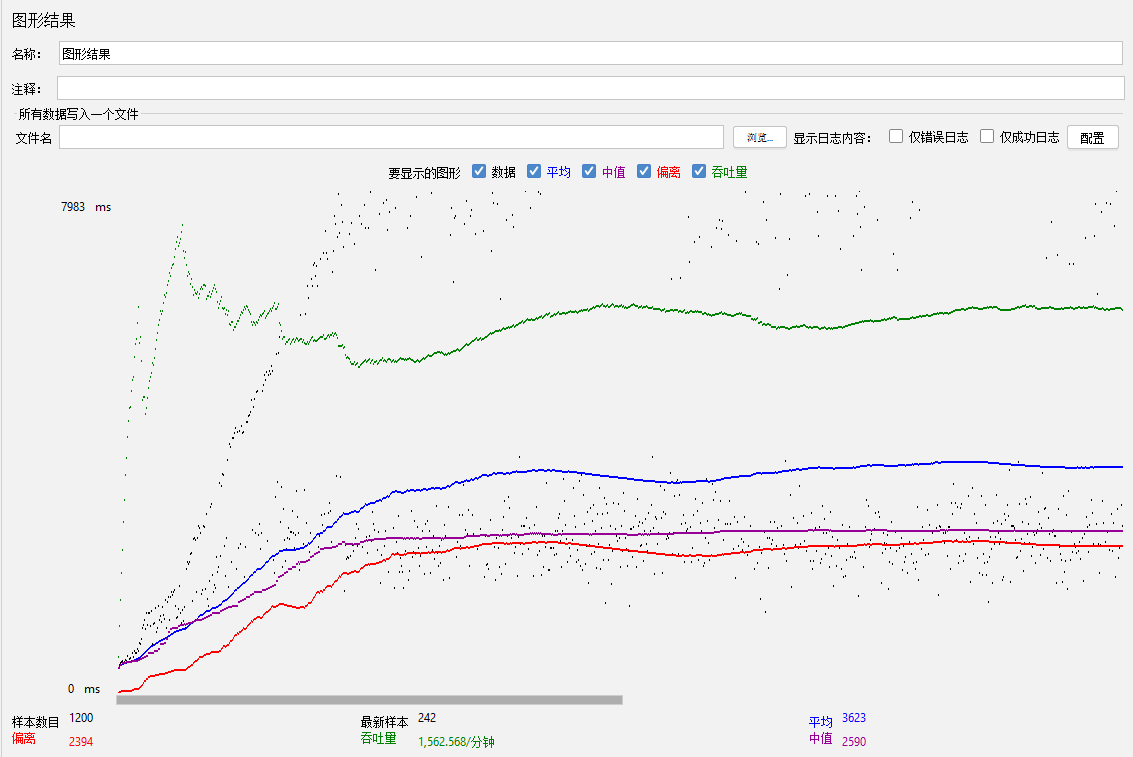 图形结果
名称： 图形结果
注释：
所有数据写入一个文件
文件名 浏览... 显示日志内容： 仅错误日志 仅成功日志 配置
要显示的图形 数据 平均 中值 偏离 吞吐量
7983 ms
0 ms
样本数目 1200 最新样本 242 平均 3623
偏离 2394 吞吐量 1,562.568/分钟 中值 2590